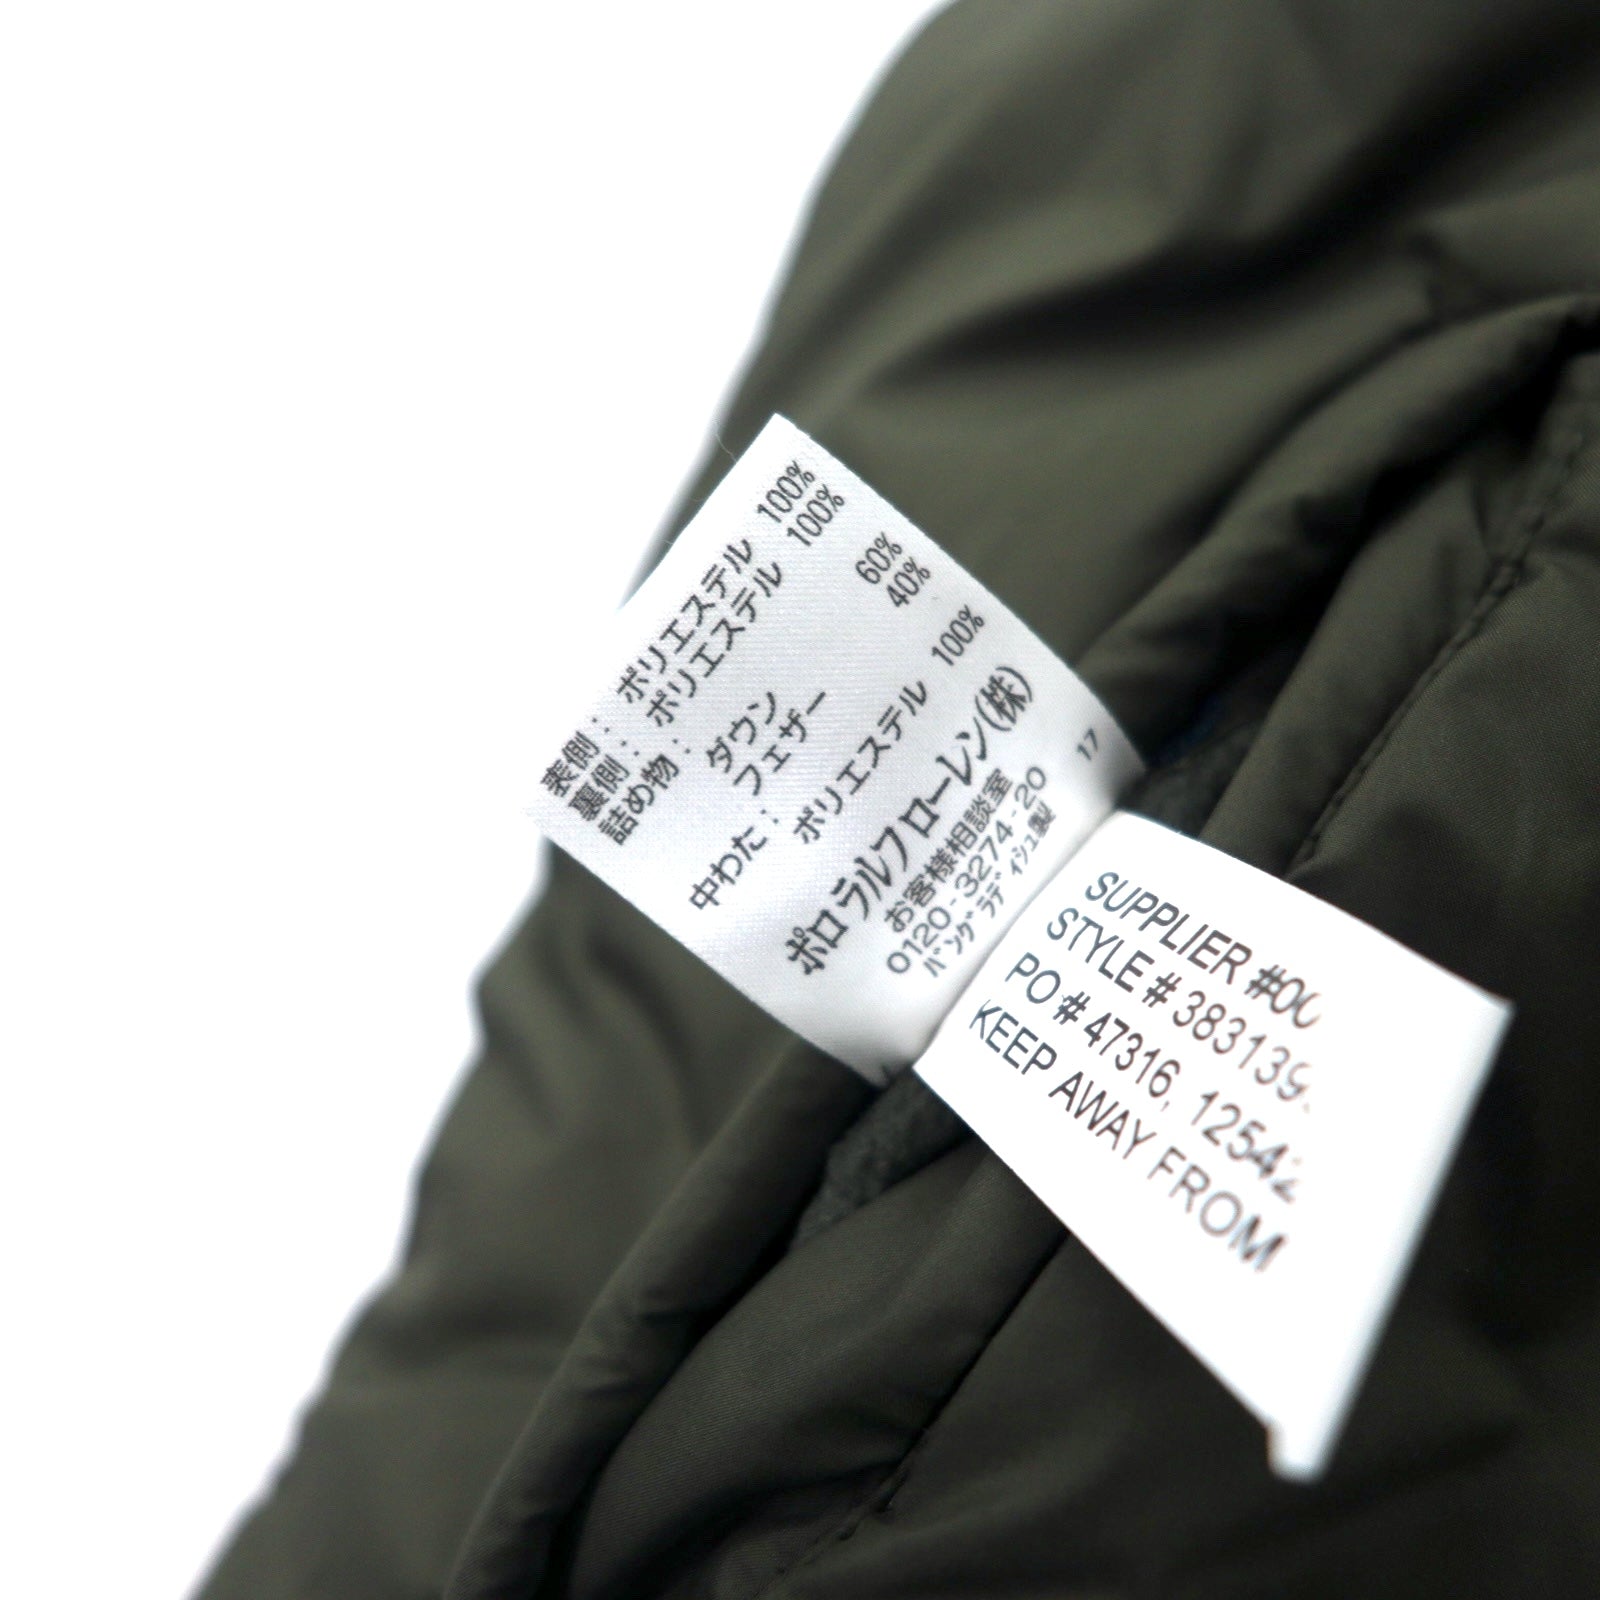 表側: ポリエステル 100%
裏側: ポリエステル 100%
詰め物: ダウン 60%
フェザー 40%
中わた: ポリエステル 100%
ポロ ラルフ ローレン(株)
お客様相談室
0120-3274-20
バングラディシュ製
17
SUPPLIER #00
STYLE # 383139
PO # 47316, 12542
KEEP AWAY FROM